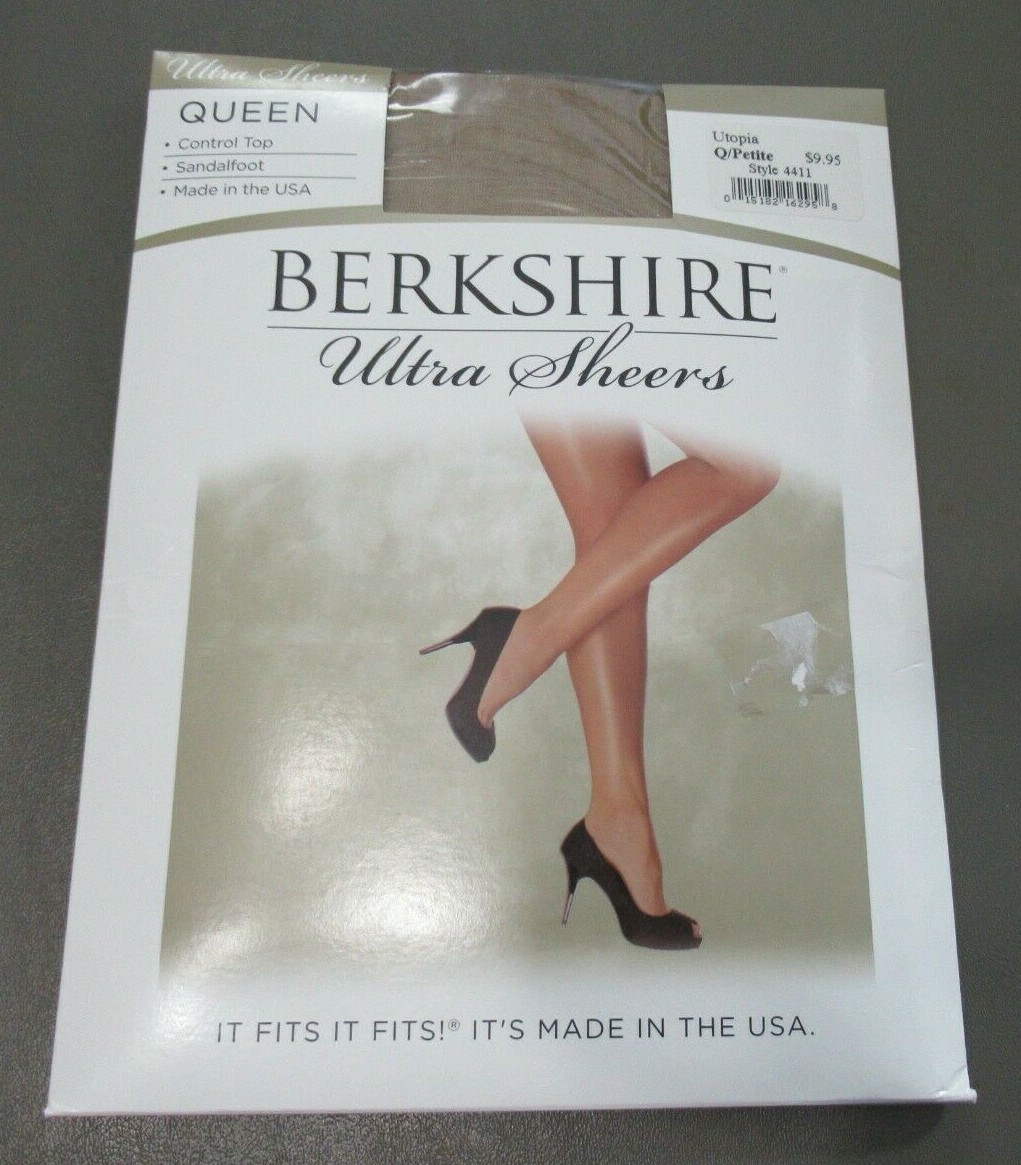 Ultra Sheers
QUEEN
• Control Top
• Sandalfoot
• Made in the USA
Utopia
Q/Petite $9.95
Style 4411
0 15182 16295 8
BERKSHIRE®
Ultra Sheers
IT FITS IT FITS!® IT'S MADE IN THE USA.